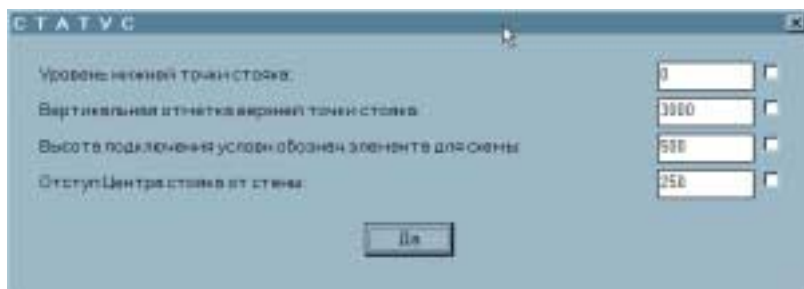 СТАТУС
Уровень нижней точки стояка: 0
Вертикальная отметка верхней точки стояка: 3000
Высота подключения условн.обознач.элемента для схемы: 500
Отступ Центра стояка от стены: 250
Да